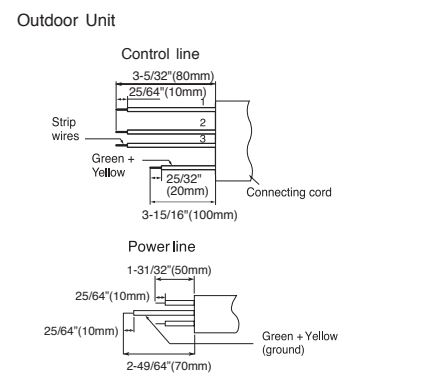 Outdoor Unit
Control line
3-5/32"(80mm)
25/64"(10mm)
1
2
3
Strip
wires
Green +
Yellow
25/32"
(20mm)
Connecting cord
3-15/16"(100mm)
Power line
1-31/32"(50mm)
25/64"(10mm)
25/64"(10mm)
Green + Yellow
(ground)
2-49/64"(70mm)